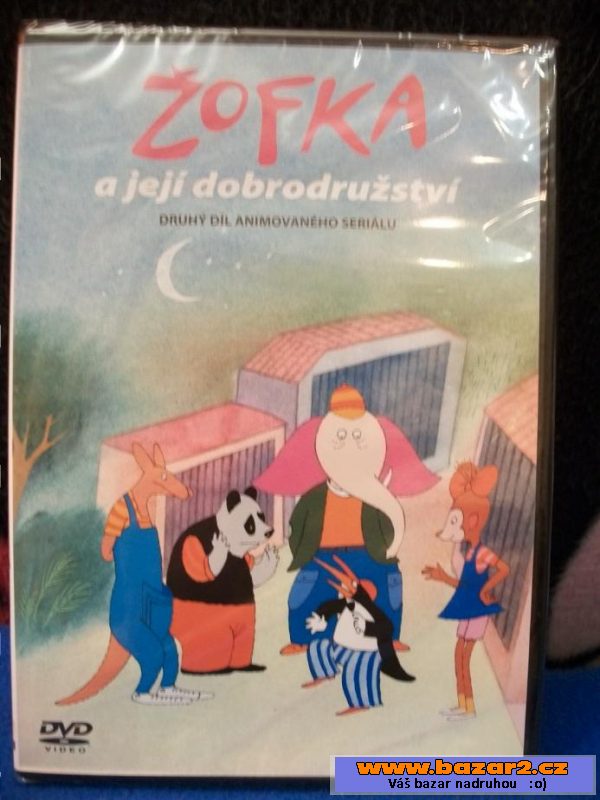 ŽOFKA
a její dobrodružství
DRUHÝ DÍL ANIMOVANÉHO SERIÁLU
DVD
VIDEO
www.bazar2.cz
Váš bazar nadruhou :o)